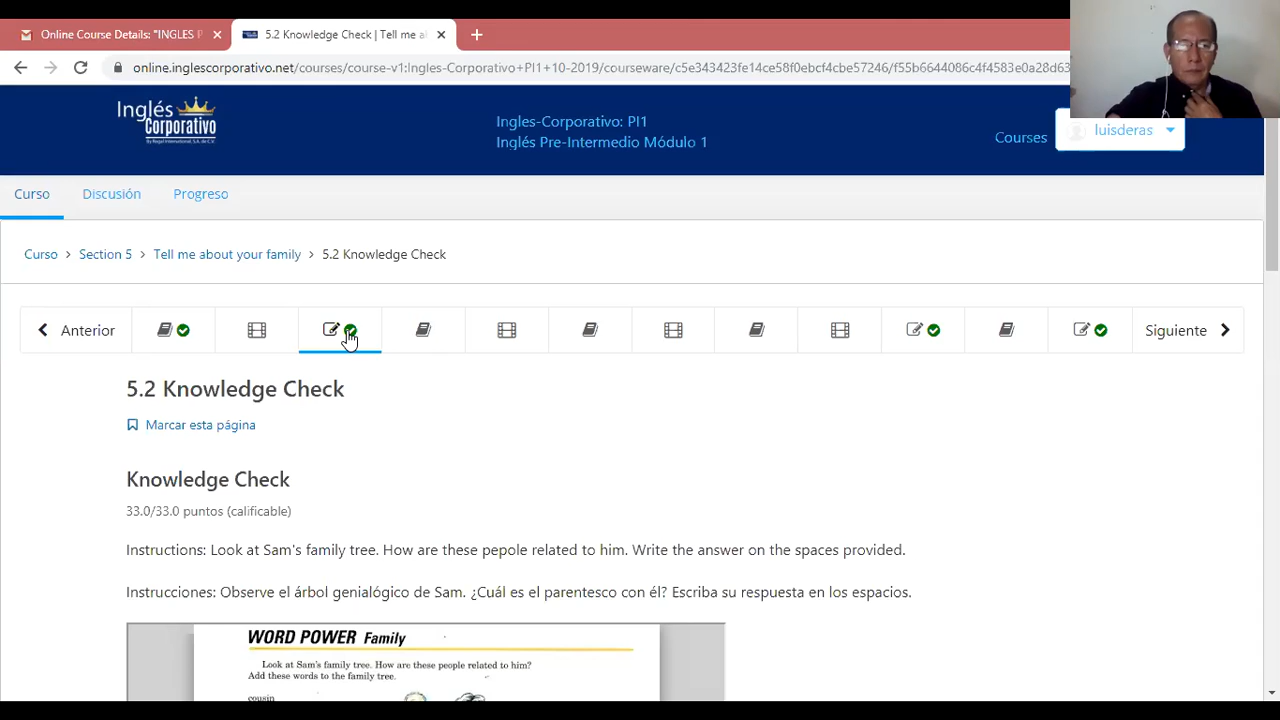 Online Course Details: "INGLES P
5.2 Knowledge Check | Tell me a
online.inglescorporativo.net/courses/course-v1:Ingles-Corporativo+PI1+10-2019/courseware/c5e343423fe14ce58f0ebcf4cbe57246/f55b6644086c4f4583e0a28d63
Inglés
Corporativo
By Regal International, S.A. de C.V.
Ingles-Corporativo: PI1
Inglés Pre-Intermedio Módulo 1
Courses
luisderas
Curso
Discusión
Progreso
Curso > Section 5 > Tell me about your family > 5.2 Knowledge Check
Anterior
Siguiente
5.2 Knowledge Check
Marcar esta página
Knowledge Check
33.0/33.0 puntos (calificable)
Instructions: Look at Sam's family tree. How are these pepole related to him. Write the answer on the spaces provided.
Instrucciones: Observe el árbol genialógico de Sam. ¿Cuál es el parentesco con él? Escriba su respuesta en los espacios.
WORD POWER Family
Look at Sam's family tree. How are these people related to him?
Add these words to the family tree.
cousin